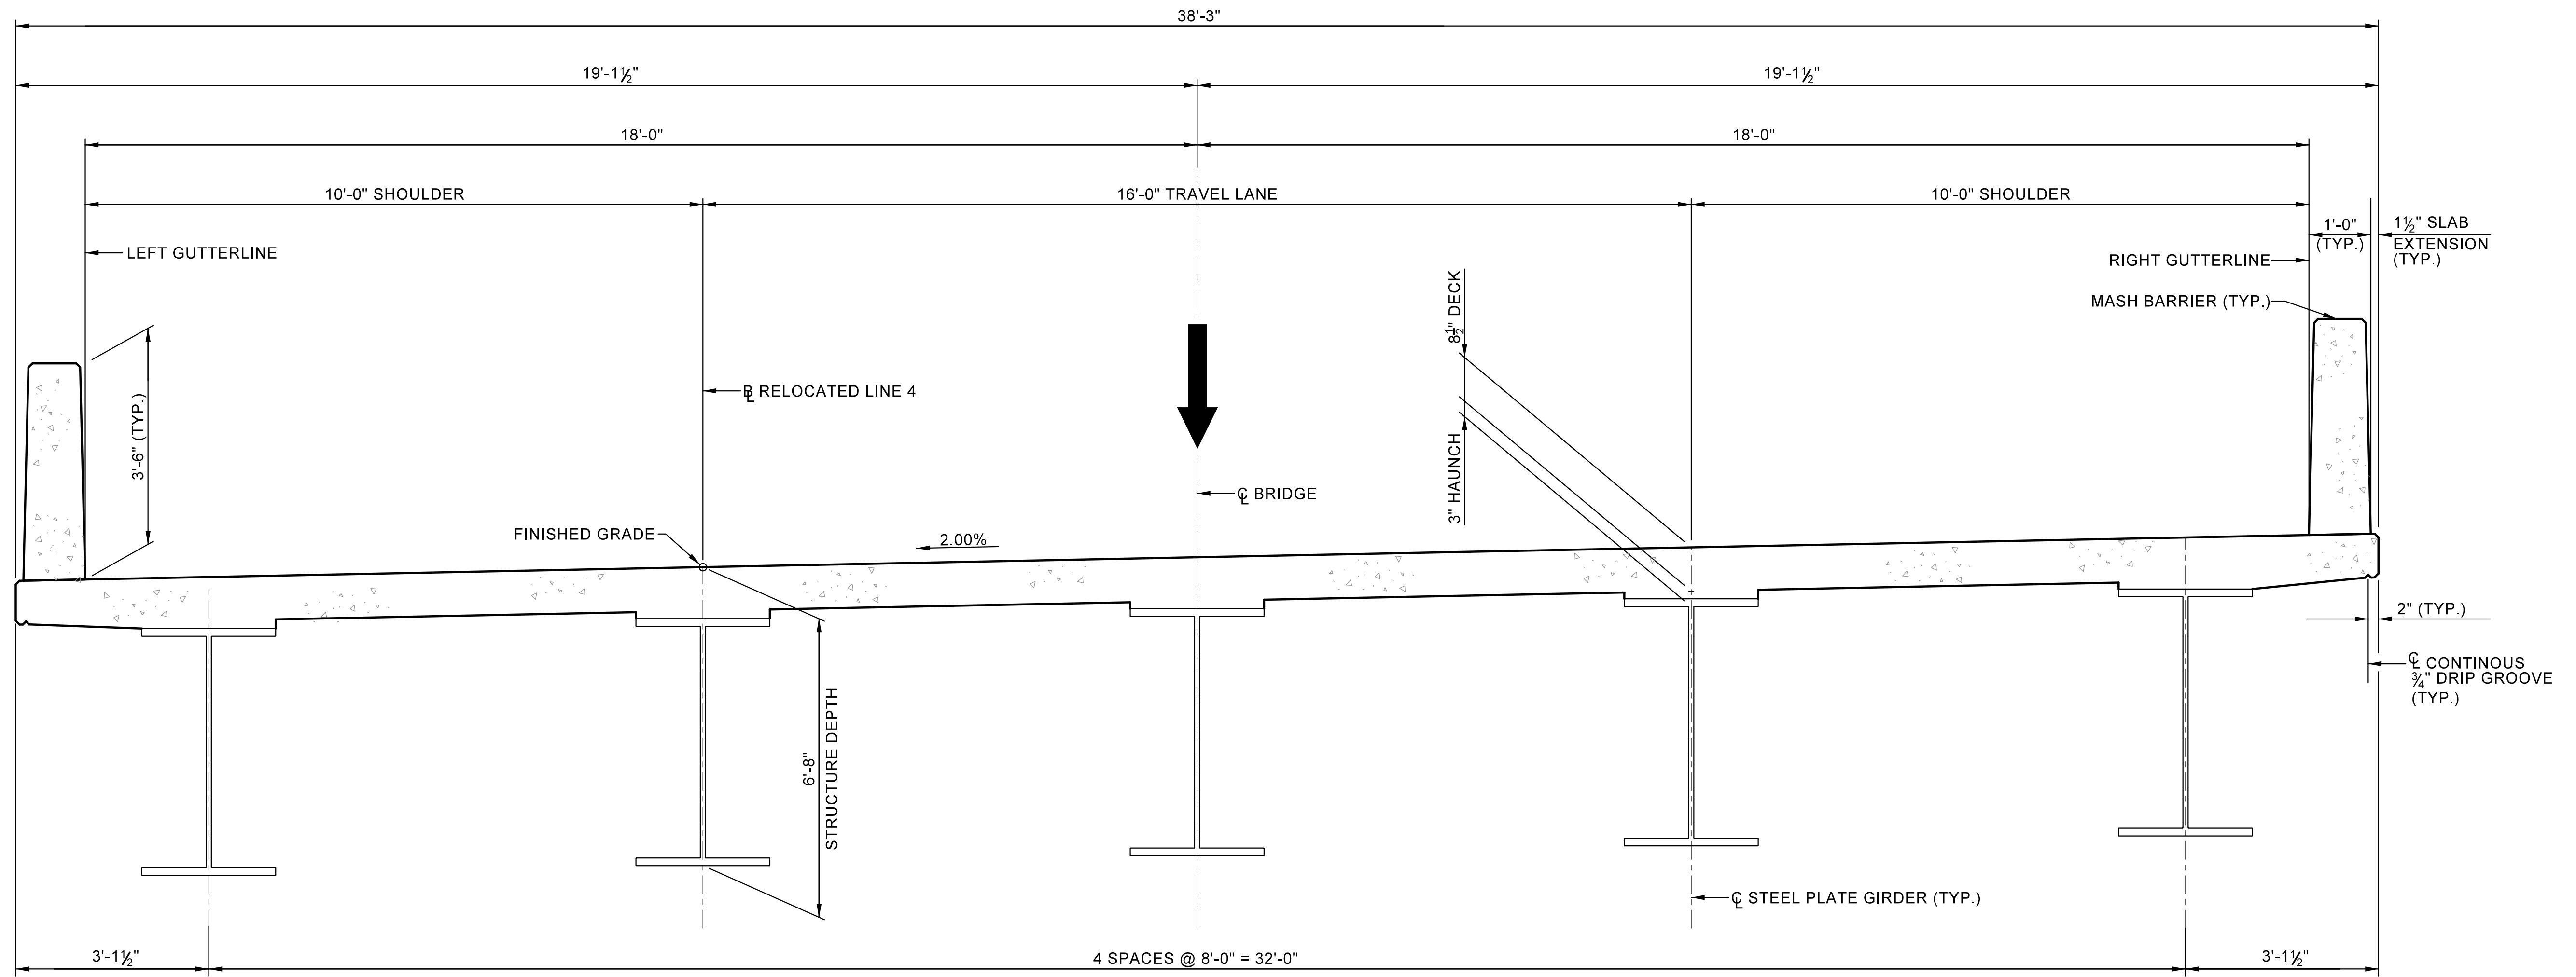 38'-3"
19'-1½"
19'-1½"
18'-0"
18'-0"
10'-0" SHOULDER
16'-0" TRAVEL LANE
10'-0" SHOULDER
1'-0"
(TYP.)
1½" SLAB
EXTENSION
(TYP.)
LEFT GUTTERLINE
RIGHT GUTTERLINE
MASH BARRIER (TYP.)
8½" DECK
3" HAUNCH
3'-6" (TYP.)
℄ RELOCATED LINE 4
℄ BRIDGE
FINISHED GRADE
2.00%
2" (TYP.)
℄ CONTINOUS
¾" DRIP GROOVE
(TYP.)
6'-8"
STRUCTURE DEPTH
℄ STEEL PLATE GIRDER (TYP.)
3'-1½"
4 SPACES @ 8'-0" = 32'-0"
3'-1½"